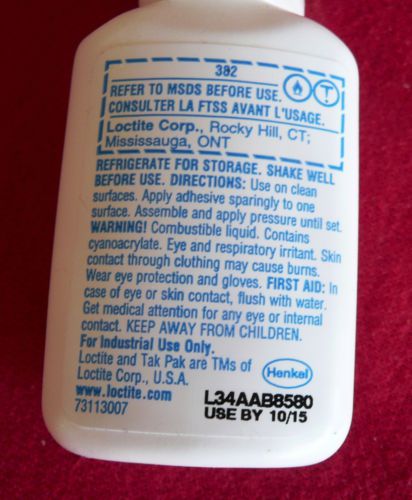 382
REFER TO MSDS BEFORE USE.
CONSULTER LA FTSS AVANT L'USAGE.
Loctite Corp., Rocky Hill, CT;
Mississauga, ONT
REFRIGERATE FOR STORAGE. SHAKE WELL
BEFORE USE. DIRECTIONS: Use on clean
surfaces. Apply adhesive sparingly to one
surface. Assemble and apply pressure until set.
WARNING! Combustible liquid. Contains
cyanoacrylate. Eye and respiratory irritant. Skin
contact through clothing may cause burns.
Wear eye protection and gloves. FIRST AID: In
case of eye or skin contact, flush with water.
Get medical attention for any eye or internal
contact. KEEP AWAY FROM CHILDREN.
For Industrial Use Only.
Loctite and Tak Pak are TMs of
Loctite Corp., U.S.A.
Henkel
www.loctite.com
L34AAB8580
73113007
USE BY 10/15